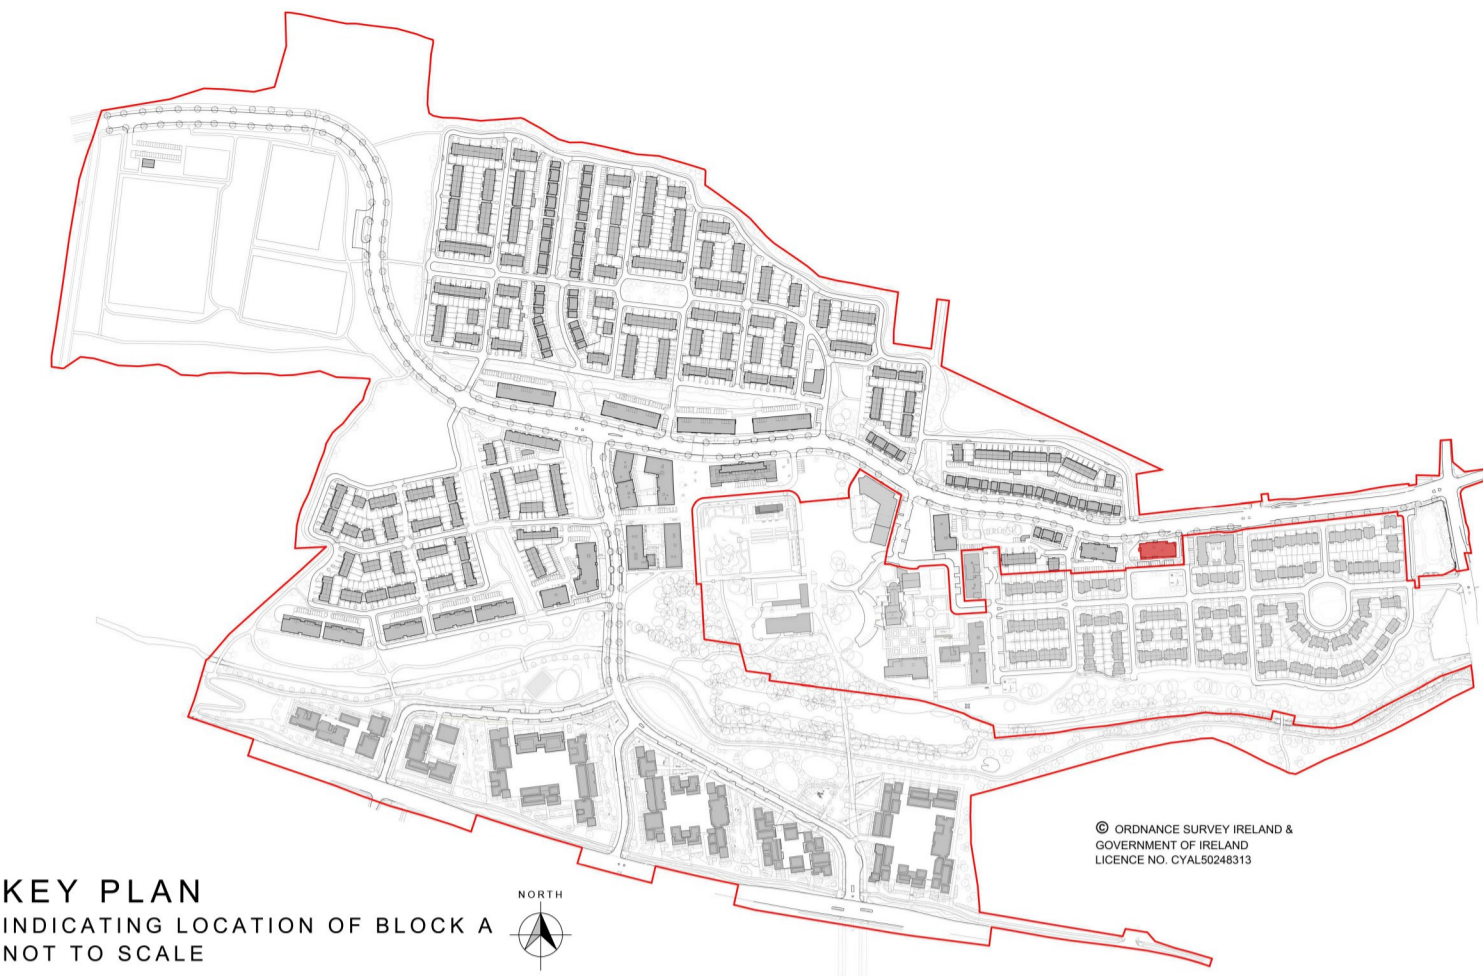 © ORDNANCE SURVEY IRELAND &
GOVERNMENT OF IRELAND
LICENCE NO. CYAL50248313
KEY PLAN
INDICATING LOCATION OF BLOCK A
NOT TO SCALE
NORTH